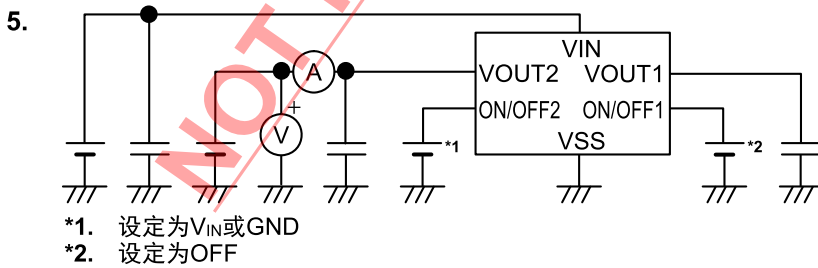 5.
VIN
VOUT2 VOUT1
A
ON/OFF2 ON/OFF1
+
V
*1
VSS
*2
NOT
*1. 设定为VIN或GND
*2. 设定为OFF